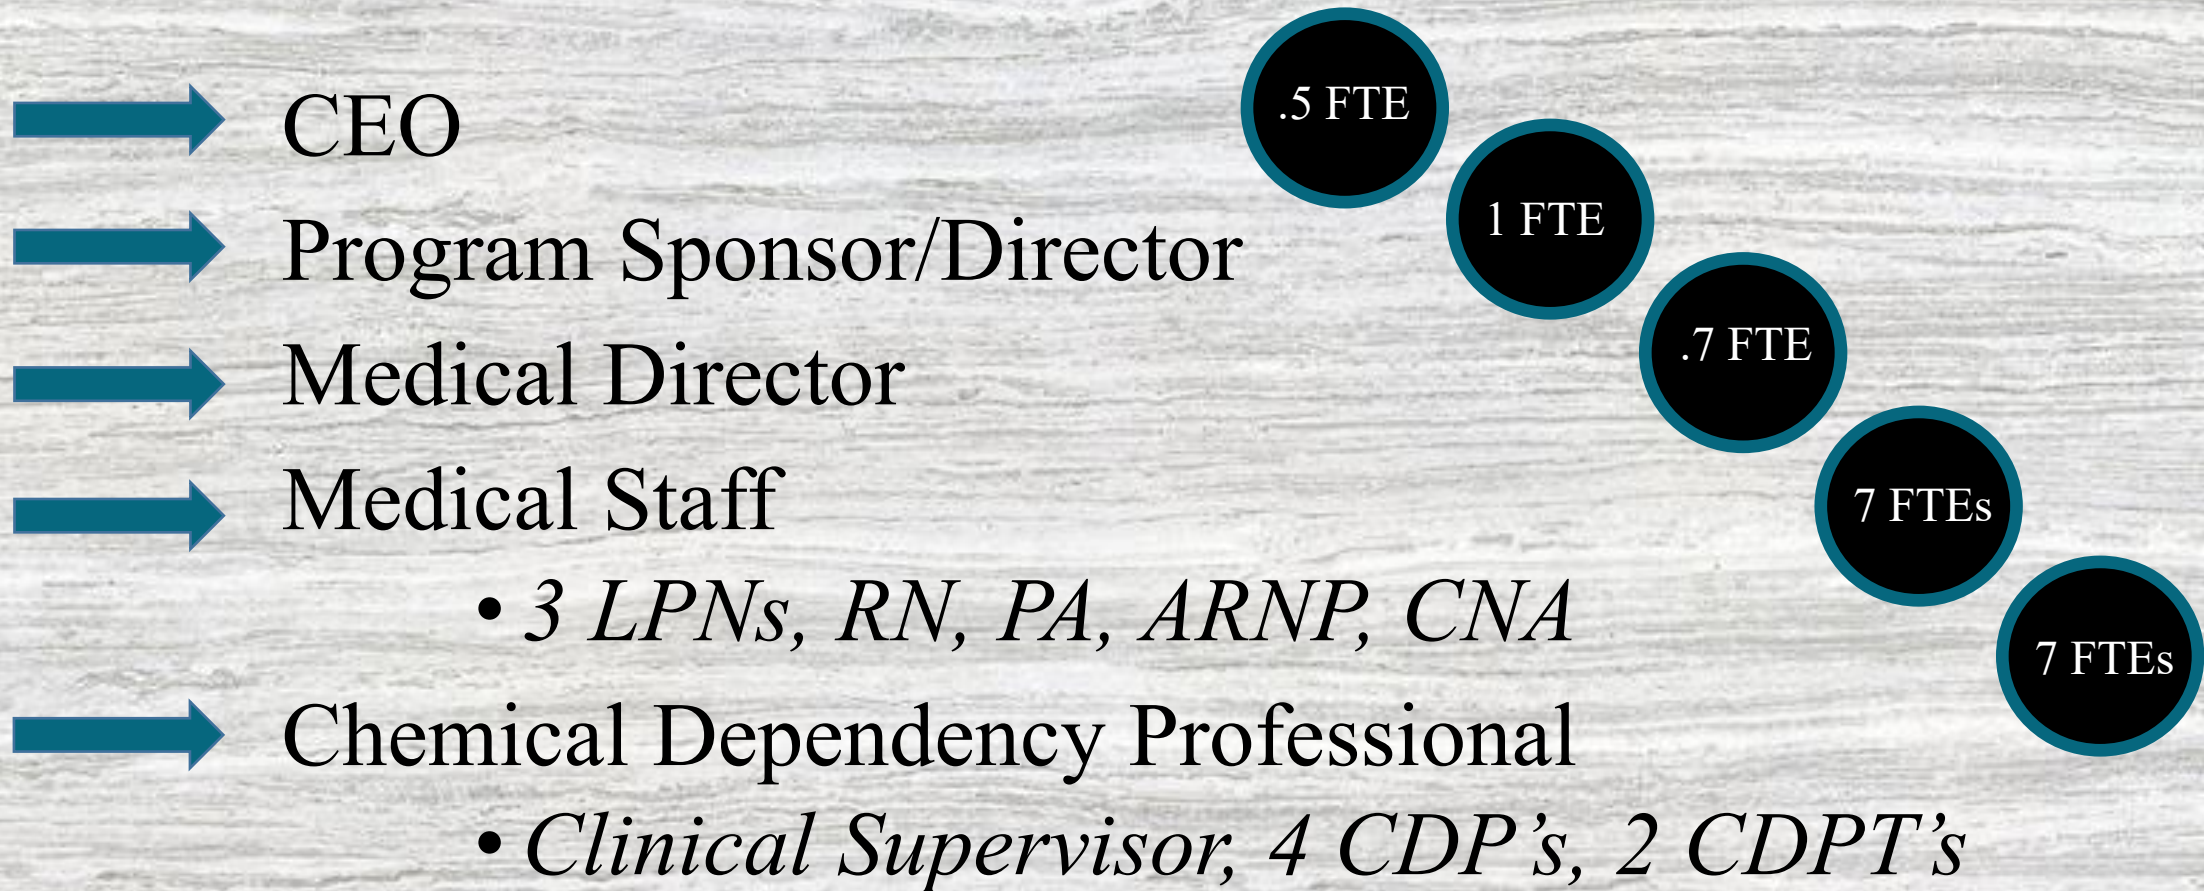 CEO
.5 FTE
Program Sponsor/Director
1 FTE
Medical Director
.7 FTE
Medical Staff
7 FTEs
• 3 LPNs, RN, PA, ARNP, CNA
Chemical Dependency Professional
7 FTEs
• Clinical Supervisor, 4 CDP’s, 2 CDPT’s